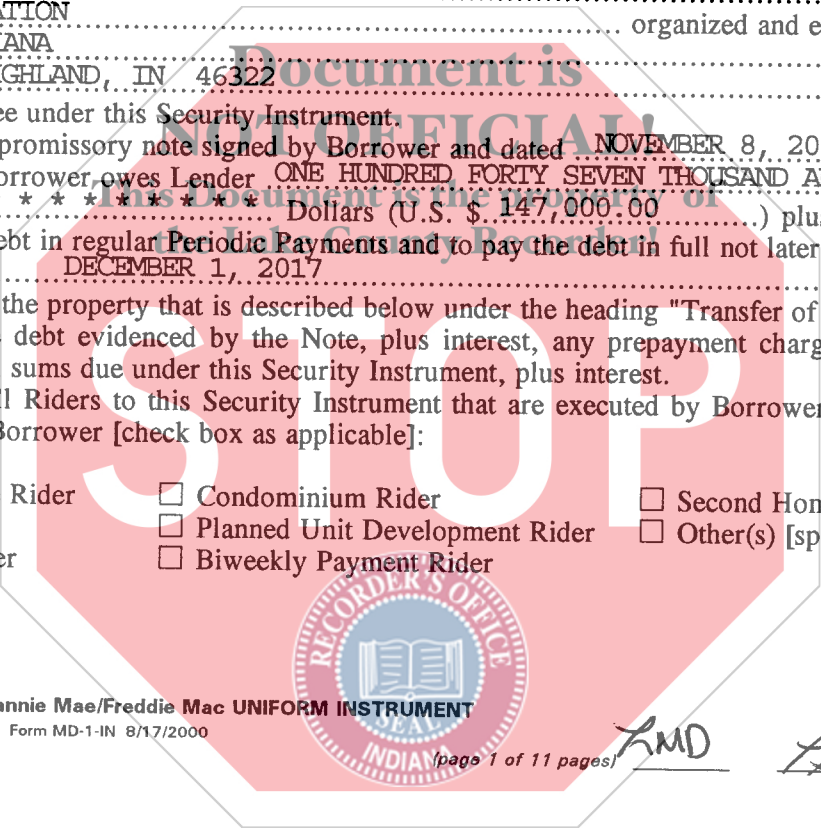 ATION
organized and e
IANA
IGHLAND, IN 46322
Document is
ee under this Security Instrument.
NOT OFFICIAL!
promissory note signed by Borrower and dated NOVEMBER 8, 20
orrower owes Lender ONE HUNDRED FORTY SEVEN THOUSAND A
This Document is the property of
* * * * * * * * Dollars (U.S. $ 147,000.00 ) plu
the Lake County Recorder!
ebt in regular Periodic Payments and to pay the debt in full not later
DECEMBER 1, 2017
the property that is described below under the heading "Transfer of
debt evidenced by the Note, plus interest, any prepayment charg
sums due under this Security Instrument, plus interest.
ll Riders to this Security Instrument that are executed by Borrower
Borrower [check box as applicable]:
STOP
Rider □ Condominium Rider □ Second Hom
□ Planned Unit Development Rider □ Other(s) [sp
er □ Biweekly Payment Rider
RECORDER'S OFFICE
SEAL
INDIANA
annie Mae/Freddie Mac UNIFORM INSTRUMENT
Form MD-1-IN 8/17/2000
(page 1 of 11 pages)
LMD